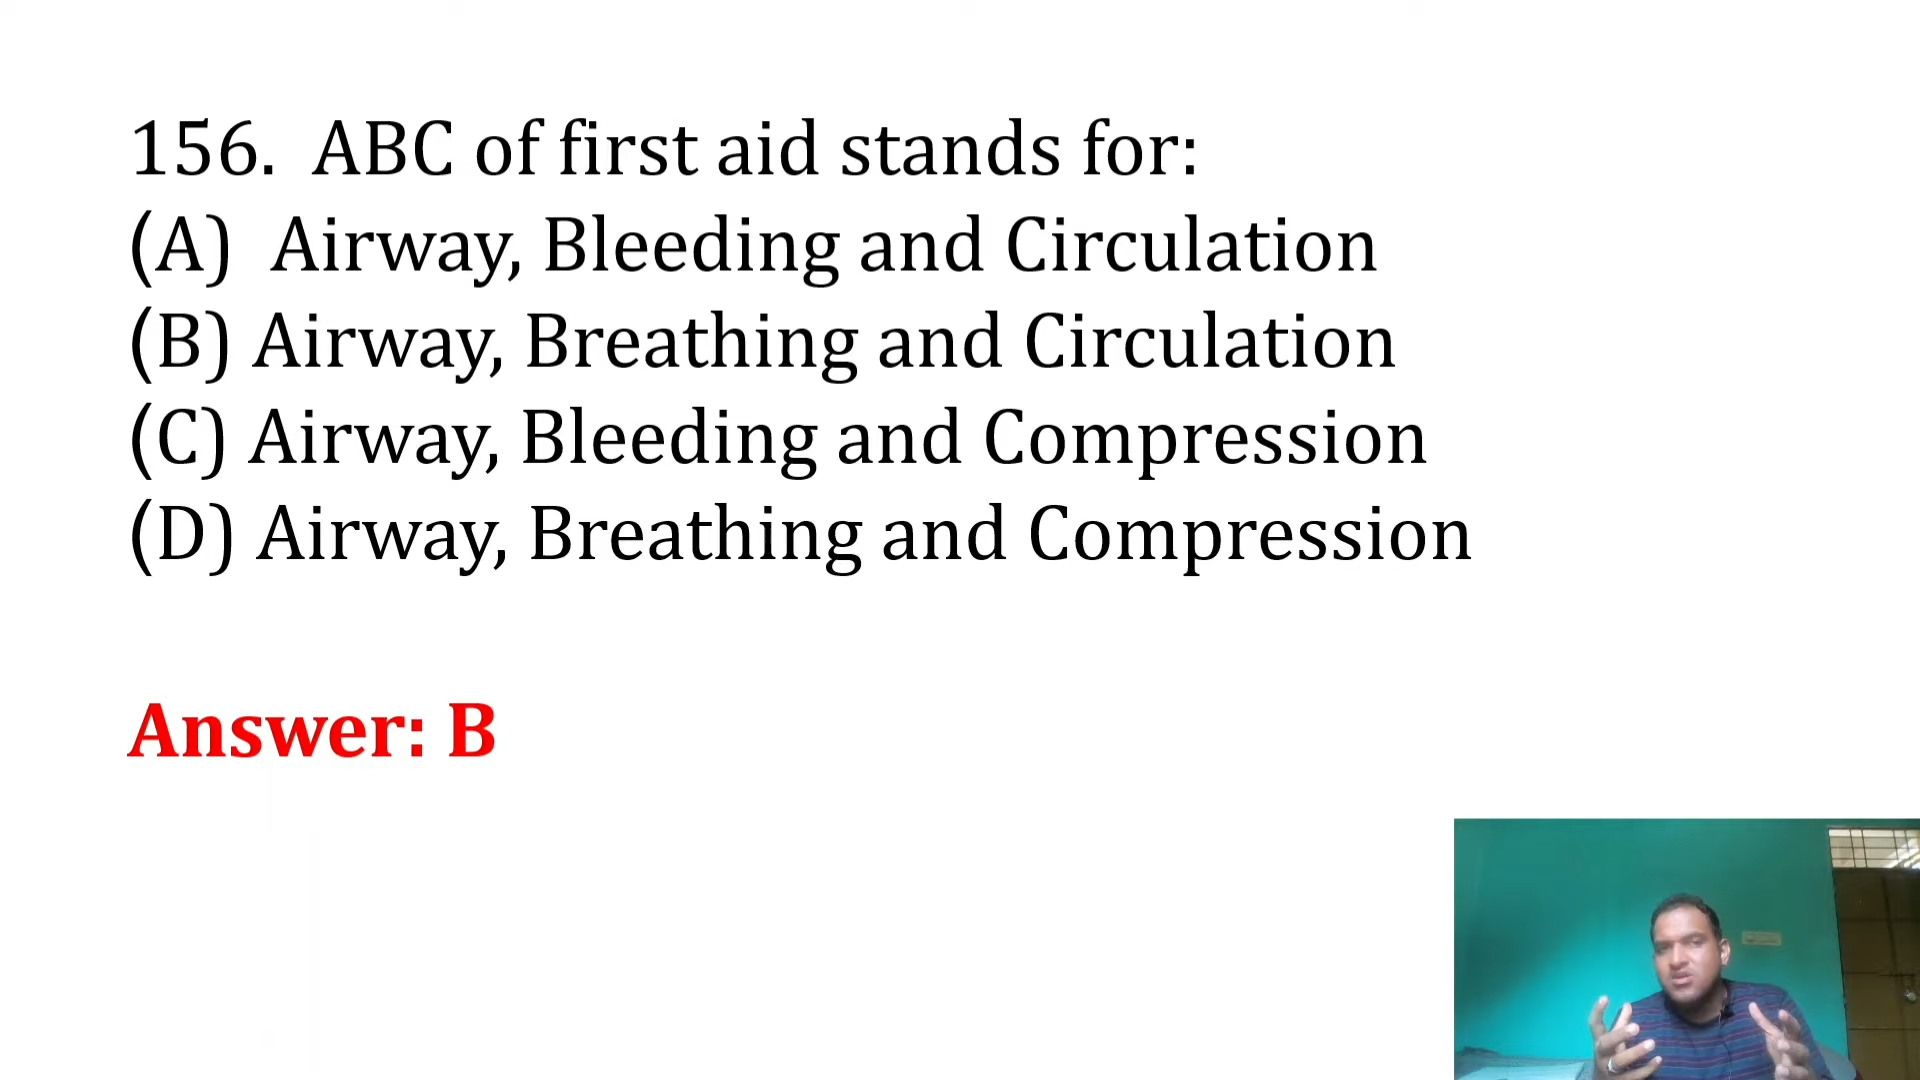 156. ABC of first aid stands for:
(A) Airway, Bleeding and Circulation
(B) Airway, Breathing and Circulation
(C) Airway, Bleeding and Compression
(D) Airway, Breathing and Compression
Answer: B